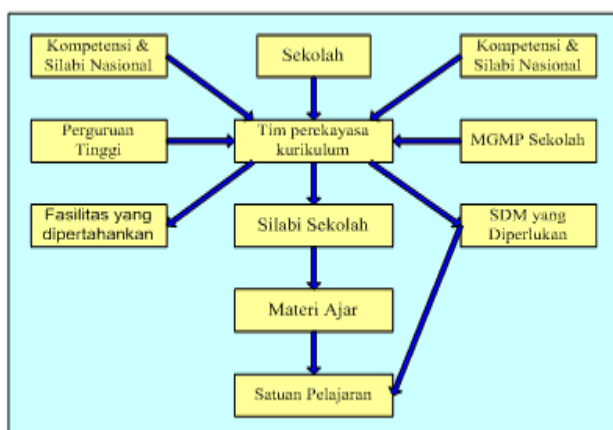 Kompetensi &
Silabi Nasional
Sekolah
Kompetensi &
Silabi Nasional
Perguruan
Tinggi
Tim perekayasa
kurikulum
MGMP Sekolah
Fasilitas yang
dipertahankan
Silabi Sekolah
SDM yang
Diperlukan
Materi Ajar
Satuan Pelajaran